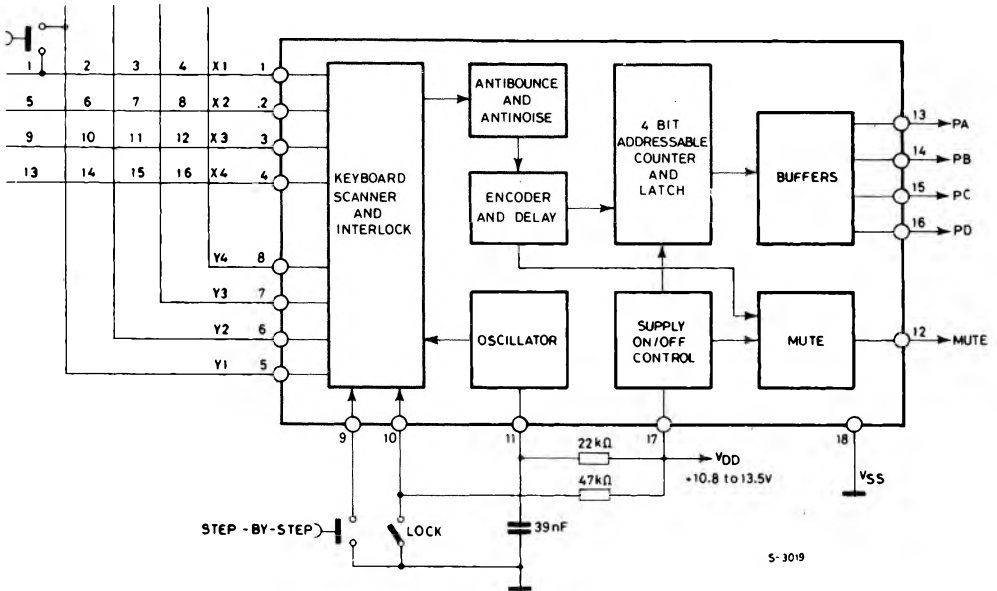 1 2 3 4 X1 1
5 6 7 8 X2 .2
9 10 11 12 X3 3
13 14 15 16 X4 4
Y4 8
Y3 7
Y2 6
Y1 5
KEYBOARD
SCANNER
AND
INTERLOCK
ANTIBOUNCE
AND
ANTINOISE
ENCODER
AND DELAY
OSCILLATOR
4 BIT
ADDRESSABLE
COUNTER
AND
LATCH
SUPPLY
ON/OFF
CONTROL
BUFFERS
MUTE
13 PA
14 PB
15 PC
16 PD
12 MUTE
9 10 11 17 18
22kΩ
VDD
+10.8 to 13.5V
47kΩ
VSS
STEP-BY-STEP
LOCK
39nF
S-3019